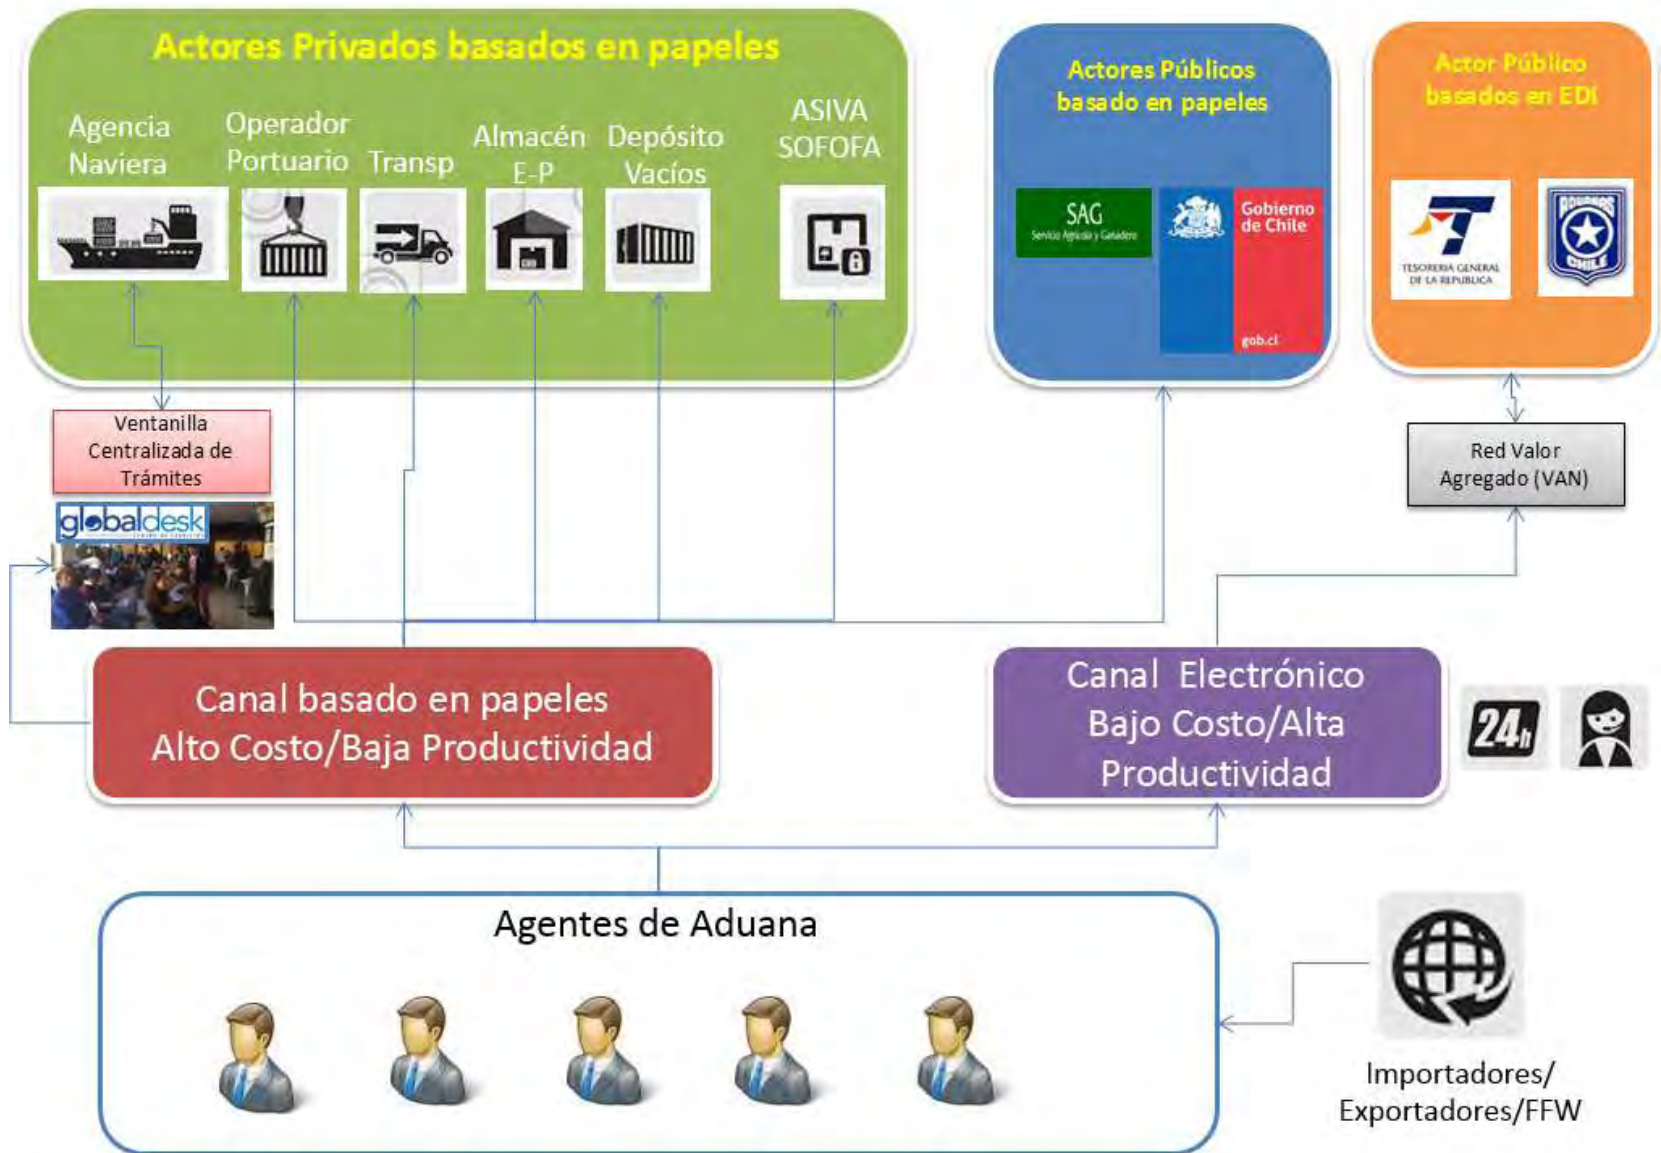 Actores Privados basados en papeles
Agencia
Naviera
Operador
Portuario
Transp
Almacén
E-P
Depósito
Vacíos
ASIVA
SOFOFA
Actores Públicos
basado en papeles
SAG
Servicio Agrícola y Ganadero
Gobierno
de Chile
gob.cl
Actor Público
basados en EDI
TESORERIA GENERAL
DE LA REPUBLICA
ADUANAS
CHILE
Ventanilla
Centralizada de
Trámites
globaldesk
Red Valor
Agregado (VAN)
Canal basado en papeles
Alto Costo/Baja Productividad
Canal Electrónico
Bajo Costo/Alta
Productividad
24h
Agentes de Aduana
Importadores/
Exportadores/FFW